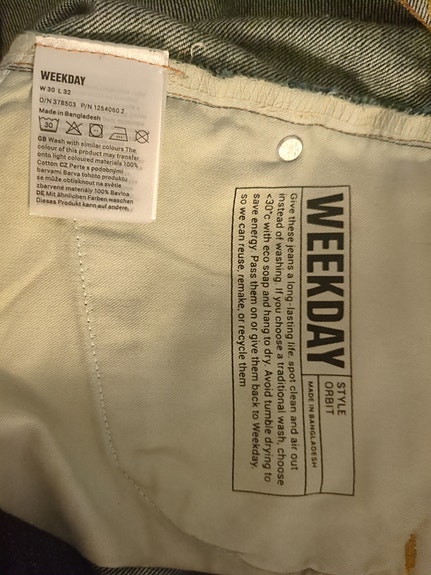 WEEKDAY
W 30 L 32
O/N 378503 P/N 1254060 2
Made in Bangladesh
30
GB Wash with similar colours The
colour of this product may transfer
onto light coloured materials 100%
Cotton CZ Perte s podobnými
barvami Barva tohoto produktu
se může obtisknout na světle
zbarvené materiály 100% Bavlna
DE Mit ähnlichen Farben waschen
Dieses Produkt kann auf andere
WEEKDAY
STYLE
ORBIT
MADE IN BANGLADESH
Give these jeans a long-lasting life, spot clean and air out
instead of washing. If you choose a traditional wash, choose
<30°c with eco soap and hang to dry. Avoid tumble drying to
save energy. Pass them on or give them back to Weekday,
so we can reuse, remake, or recycle them